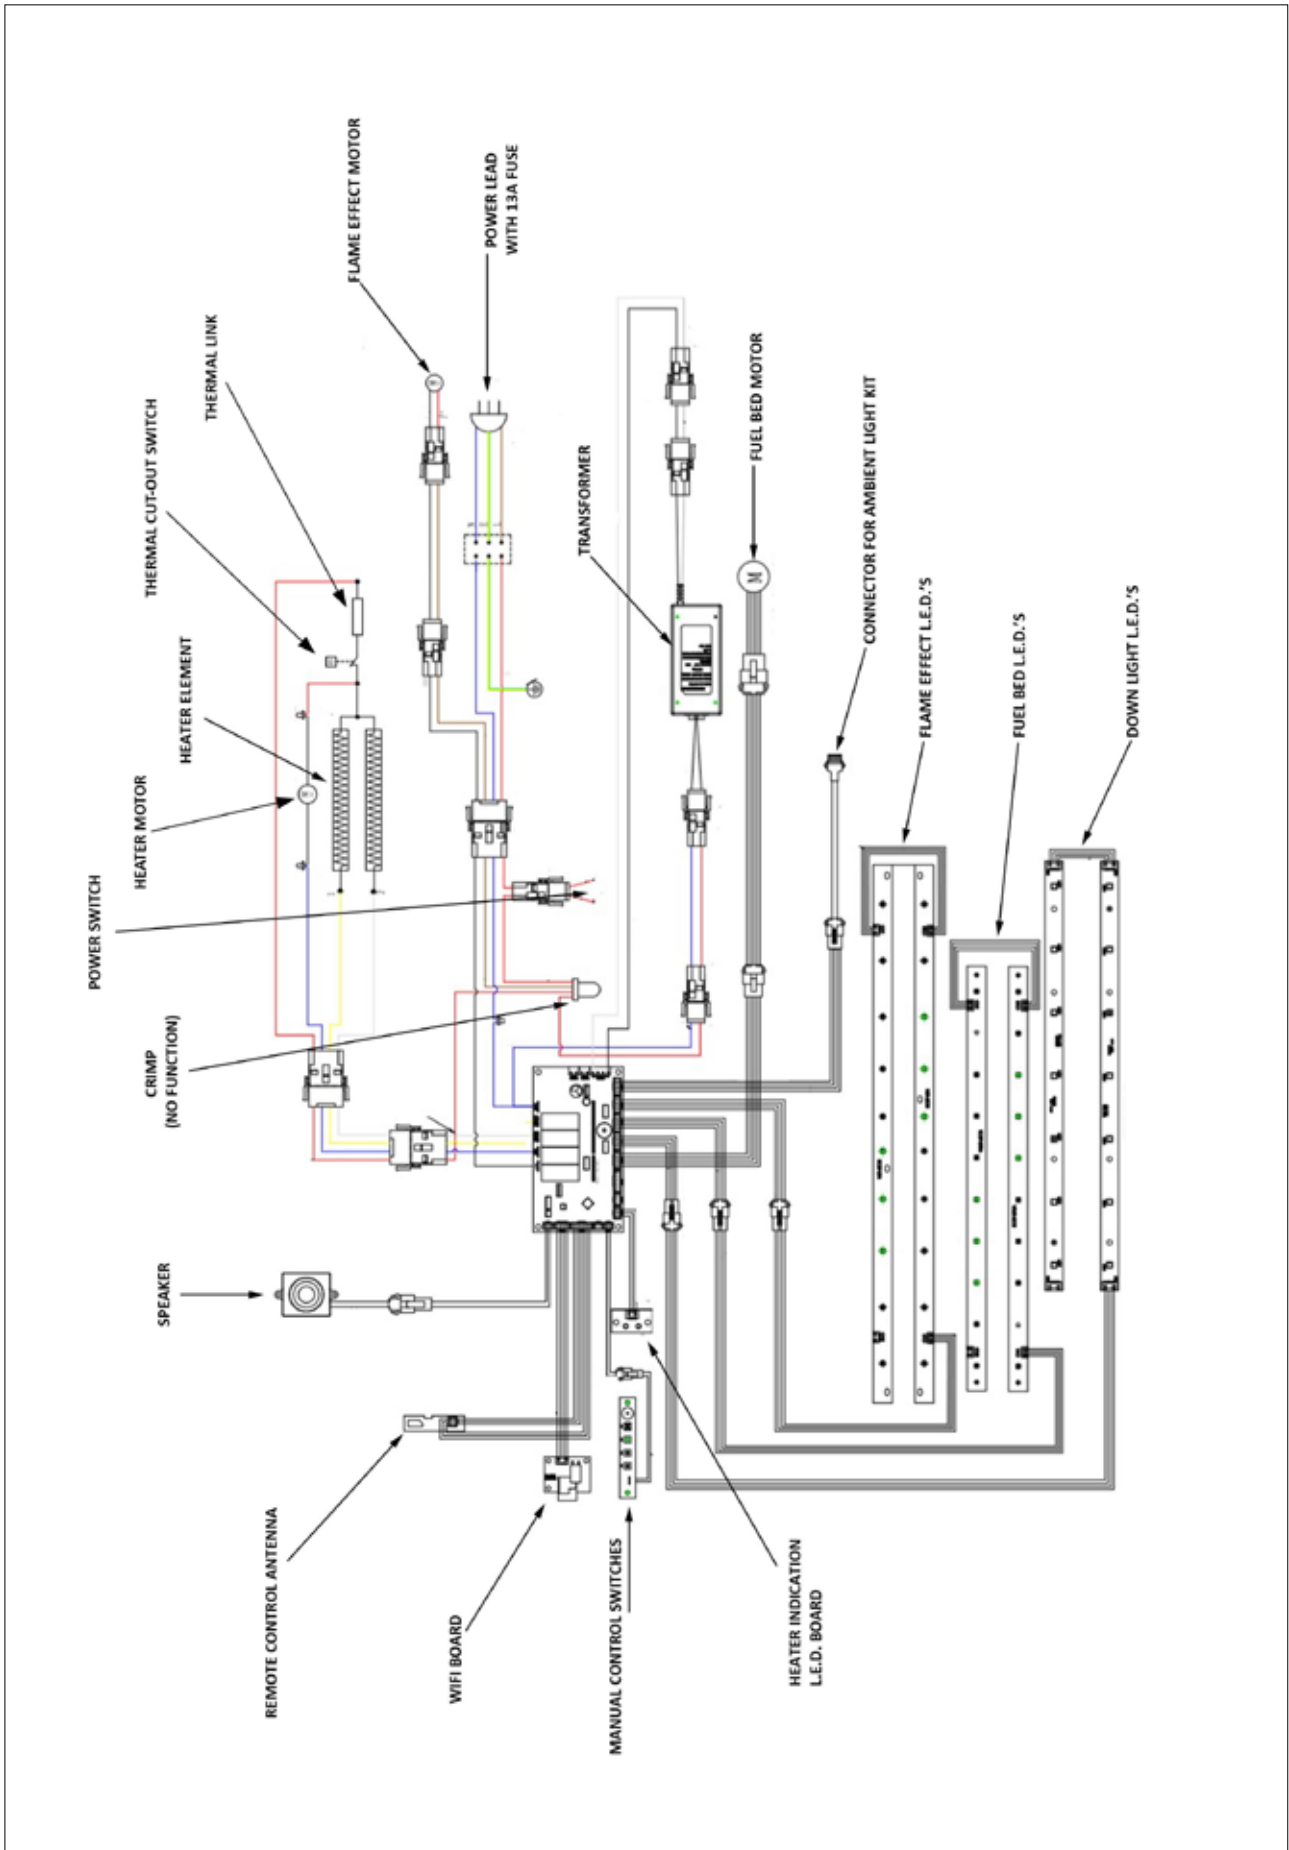 FLAME EFFECT MOTOR
POWER LEAD
WITH 13A FUSE
THERMAL LINK
THERMAL CUT-OUT SWITCH
HEATER ELEMENT
HEATER MOTOR
POWER SWITCH
CRIMP
(NO FUNCTION)
SPEAKER
REMOTE CONTROL ANTENNA
WIFI BOARD
MANUAL CONTROL SWITCHES
HEATER INDICATION
L.E.D. BOARD
TRANSFORMER
FUEL BED MOTOR
M
CONNECTOR FOR AMBIENT LIGHT KIT
FLAME EFFECT L.E.D.'S
FUEL BED L.E.D.'S
DOWN LIGHT L.E.D.'S